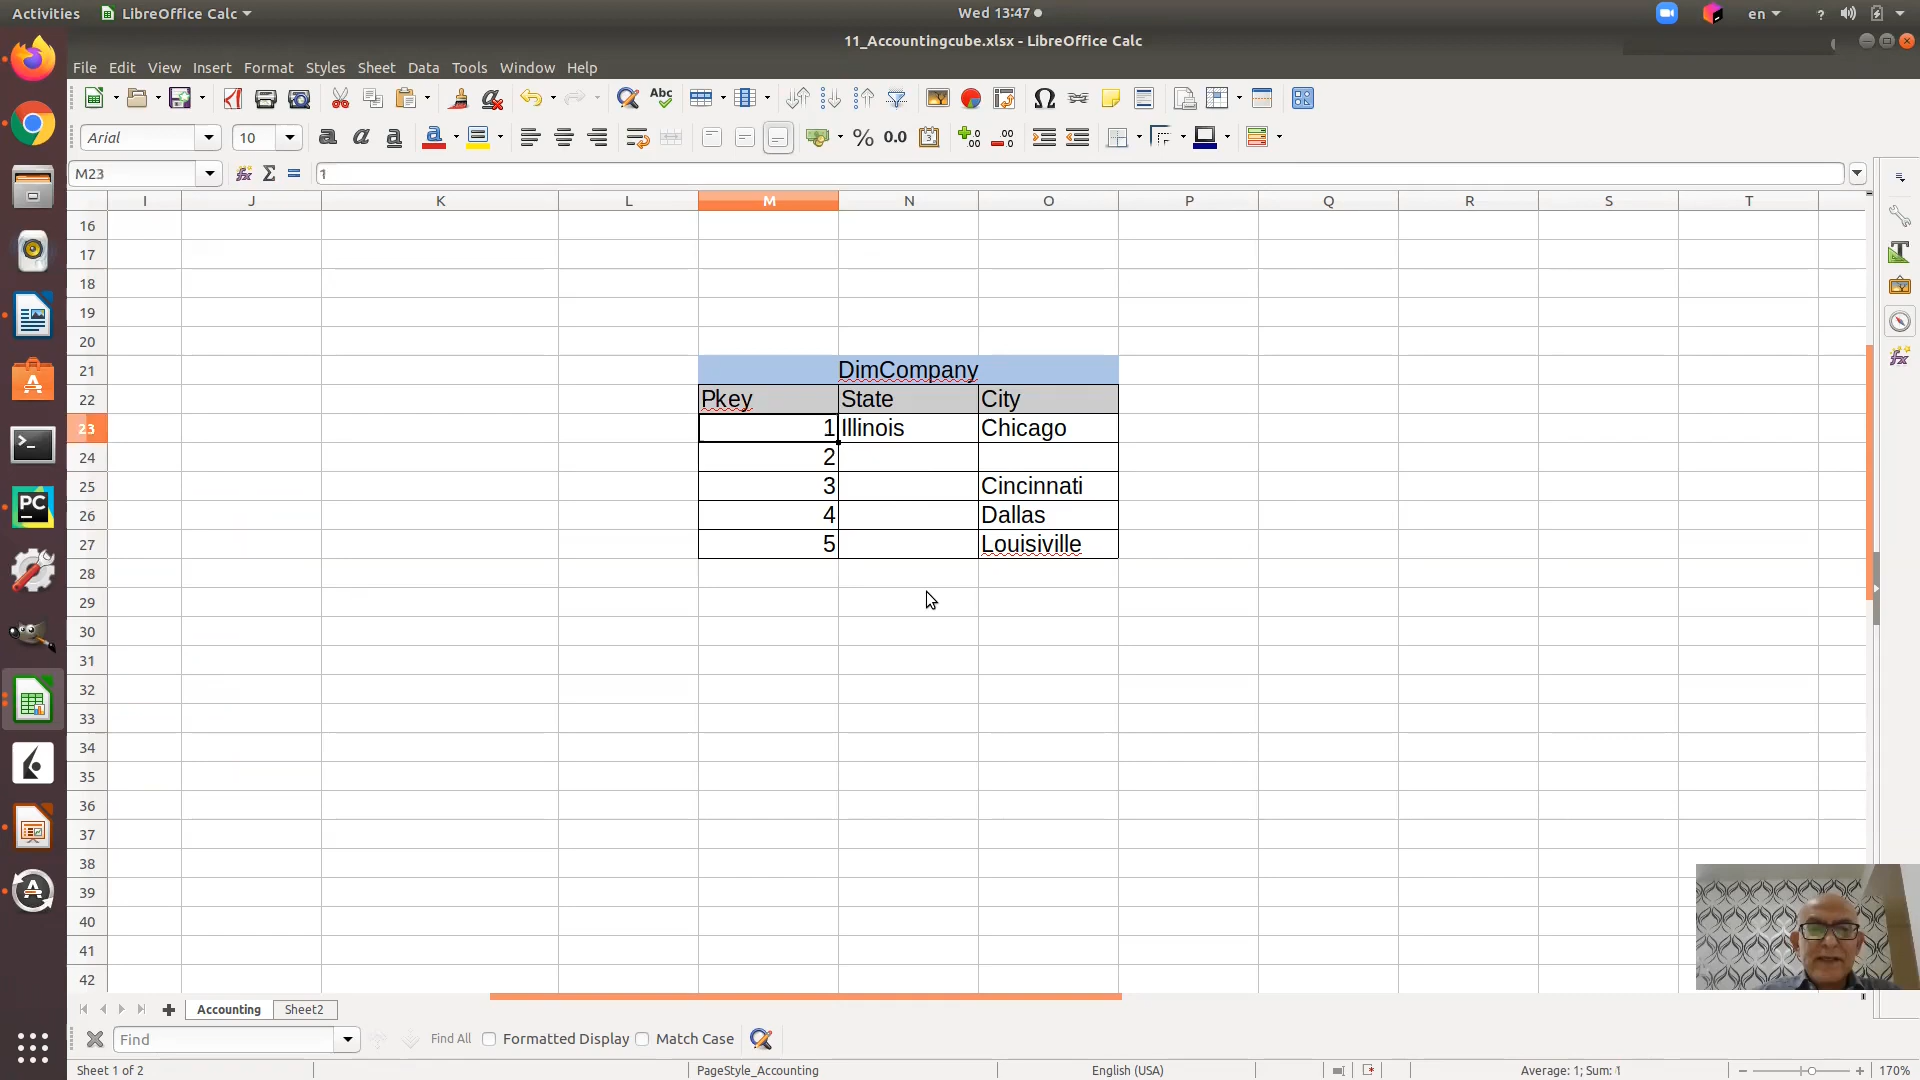 Activities LibreOffice Calc Wed 13:47 en ?
11_Accountingcube.xlsx - LibreOffice Calc
File Edit View Insert Format Styles Sheet Data Tools Window Help
Arial 10
M23 1
I J K L M N O P Q R S T
16
17
18
19
20
21 DimCompany
22 Pkey State City
23 1 Illinois Chicago
24 2
25 3 Cincinnati
26 4 Dallas
27 5 Louisiville
28
29
30
31
32
33
34
35
36
37
38
39
40
41
42
Accounting Sheet2
Find Find All Formatted Display Match Case
Sheet 1 of 2 PageStyle_Accounting English (USA) Average: 1; Sum: 1 170%